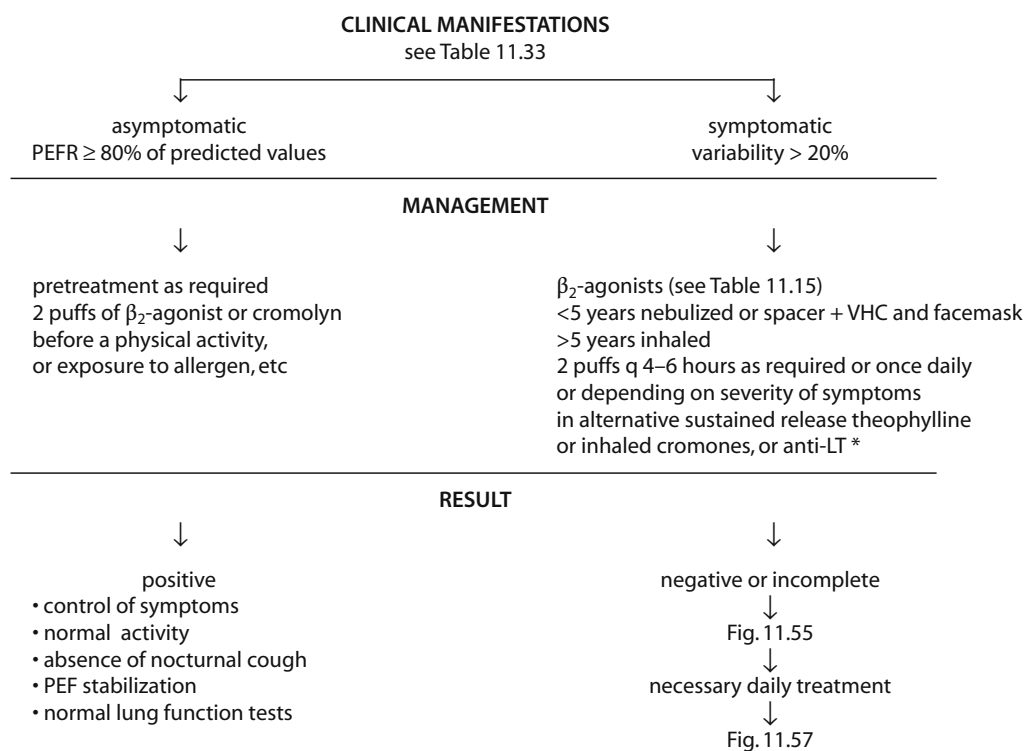 CLINICAL MANIFESTATIONS
see Table 11.33
asymptomatic
PEFR ≥ 80% of predicted values
symptomatic
variability > 20%
MANAGEMENT
pretreatment as required
2 puffs of β₂-agonist or cromolyn
before a physical activity,
or exposure to allergen, etc
β₂-agonists (see Table 11.15)
<5 years nebulized or spacer + VHC and facemask
>5 years inhaled
2 puffs q 4–6 hours as required or once daily
or depending on severity of symptoms
in alternative sustained release theophylline
or inhaled cromones, or anti-LT *
RESULT
positive
• control of symptoms
• normal activity
• absence of nocturnal cough
• PEF stabilization
• normal lung function tests
negative or incomplete
Fig. 11.55
necessary daily treatment
Fig. 11.57